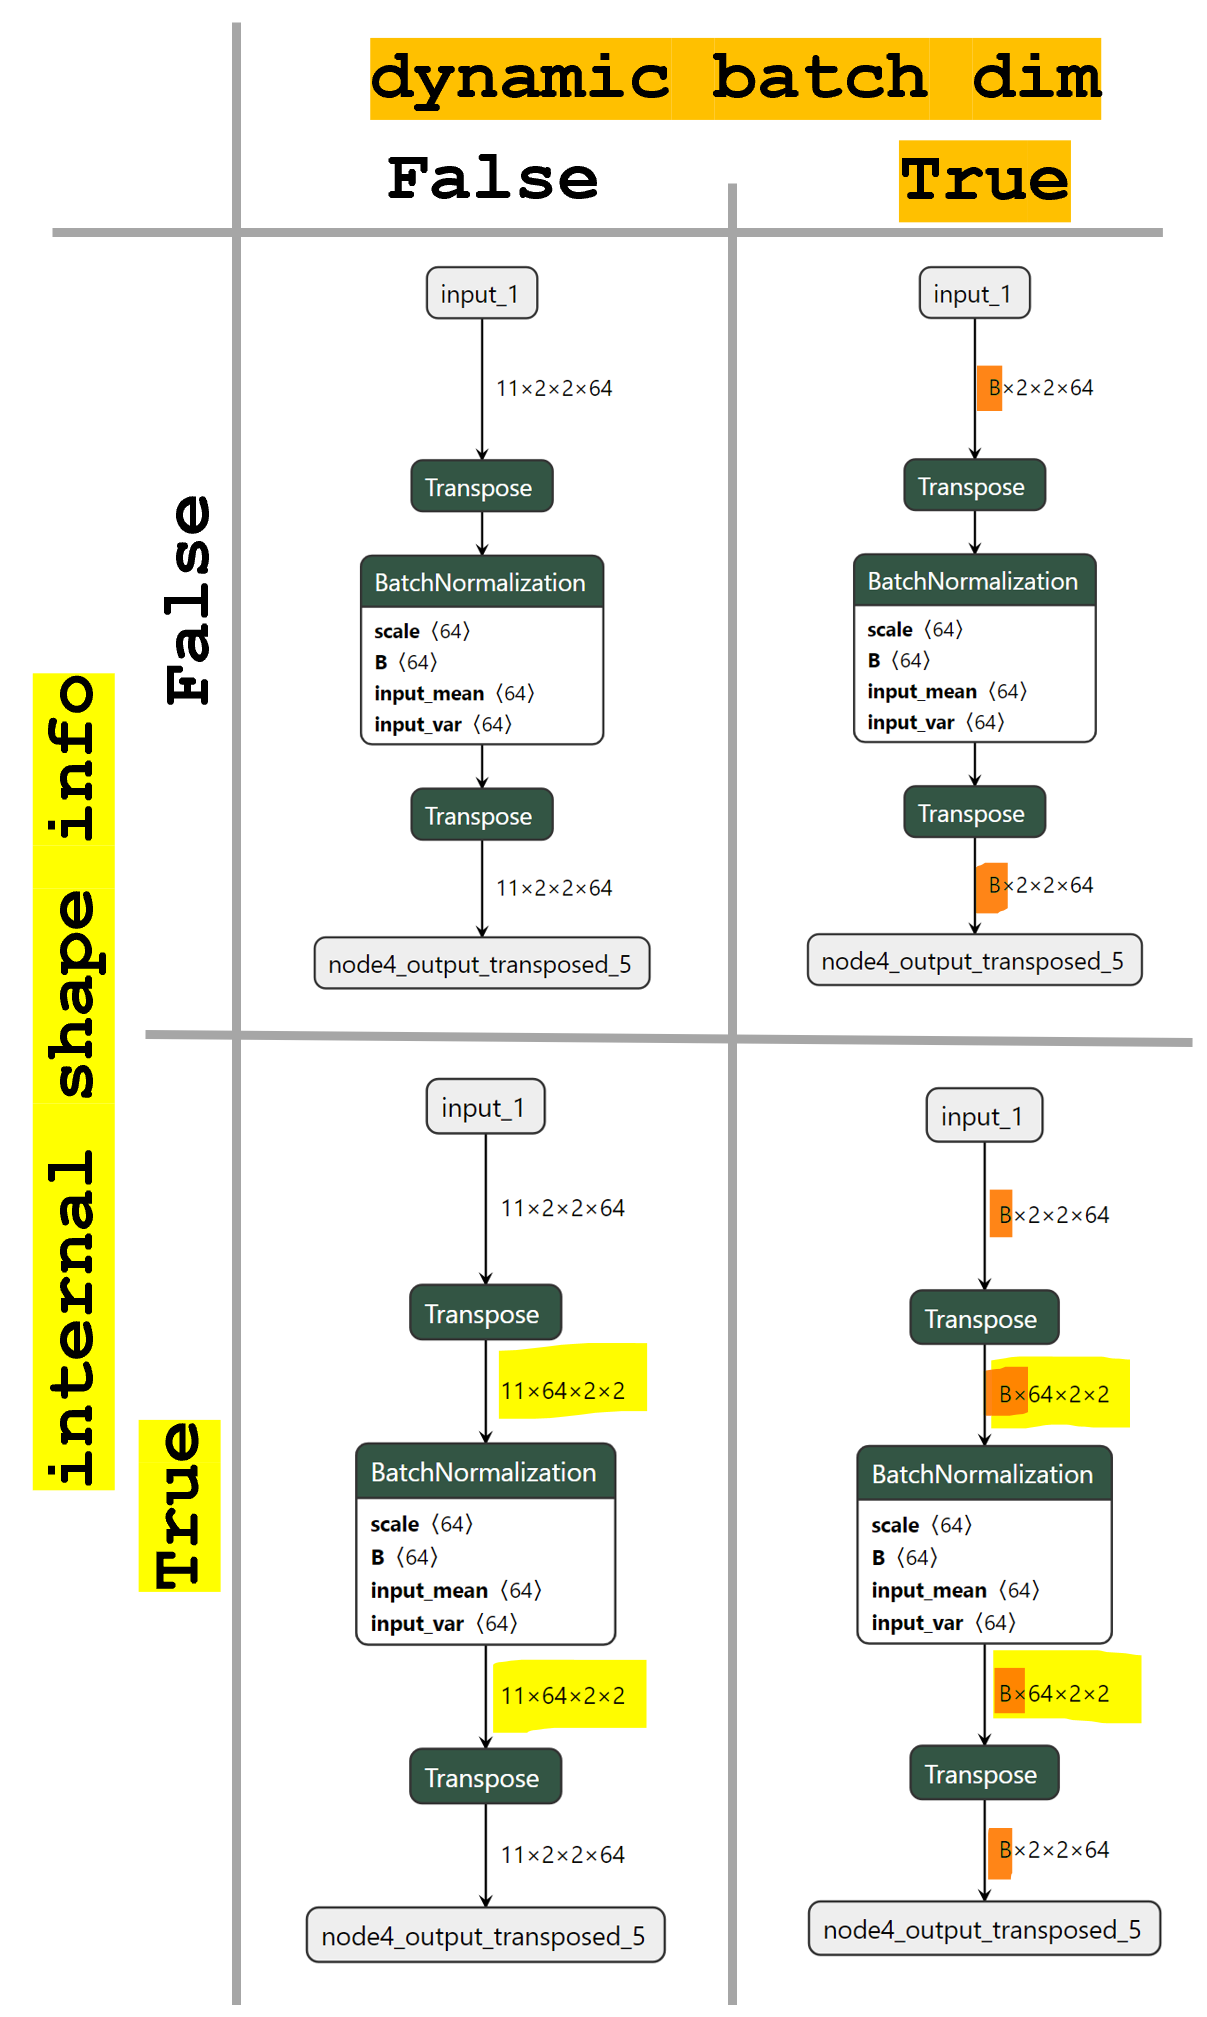 dynamic batch dim
False
True
internal shape info
False
input_1
11×2×2×64
Transpose
BatchNormalization
scale ⟨64⟩
B ⟨64⟩
input_mean ⟨64⟩
input_var ⟨64⟩
Transpose
11×2×2×64
node4_output_transposed_5
input_1
B×2×2×64
Transpose
BatchNormalization
scale ⟨64⟩
B ⟨64⟩
input_mean ⟨64⟩
input_var ⟨64⟩
Transpose
B×2×2×64
node4_output_transposed_5
True
input_1
11×2×2×64
Transpose
11×64×2×2
BatchNormalization
scale ⟨64⟩
B ⟨64⟩
input_mean ⟨64⟩
input_var ⟨64⟩
11×64×2×2
Transpose
11×2×2×64
node4_output_transposed_5
input_1
B×2×2×64
Transpose
B×64×2×2
BatchNormalization
scale ⟨64⟩
B ⟨64⟩
input_mean ⟨64⟩
input_var ⟨64⟩
B×64×2×2
Transpose
B×2×2×64
node4_output_transposed_5